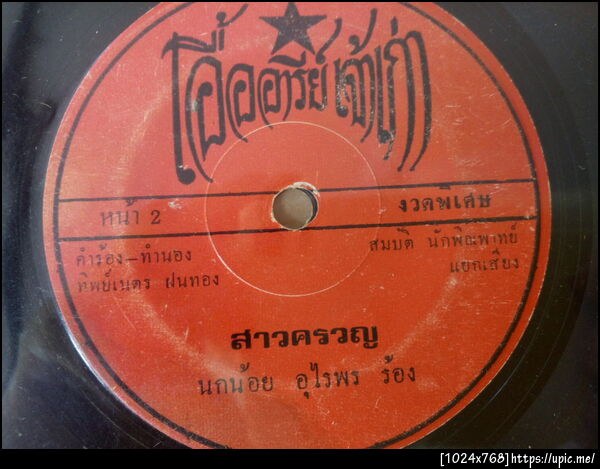 เอื้ออารีย์ เจ้าเก่า
หน้า 2
งวดพิเศษ
คำร้อง-ทำนอง
ทิพย์เนตร ฝนทอง
สมบัติ นักพิณพาทย์
แยกเสียง
สาวครวญ
นกน้อย อุไรพร ร้อง
[1024x768]https://upic.me/